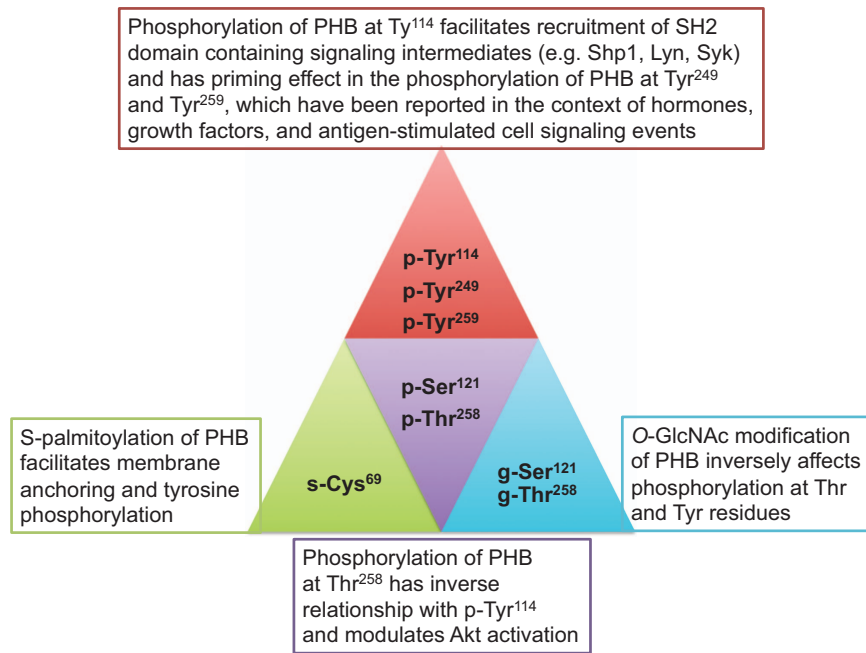 Phosphorylation of PHB at Ty¹¹⁴ facilitates recruitment of SH2
domain containing signaling intermediates (e.g. Shp1, Lyn, Syk)
and has priming effect in the phosphorylation of PHB at Tyr²⁴⁹
and Tyr²⁵⁹, which have been reported in the context of hormones,
growth factors, and antigen-stimulated cell signaling events
p-Tyr¹¹⁴
p-Tyr²⁴⁹
p-Tyr²⁵⁹
p-Ser¹²¹
p-Thr²⁵⁸
S-palmitoylation of PHB
facilitates membrane
anchoring and tyrosine
phosphorylation
s-Cys⁶⁹
g-Ser¹²¹
g-Thr²⁵⁸
O-GlcNAc modification
of PHB inversely affects
phosphorylation at Thr
and Tyr residues
Phosphorylation of PHB
at Thr²⁵⁸ has inverse
relationship with p-Tyr¹¹⁴
and modulates Akt activation